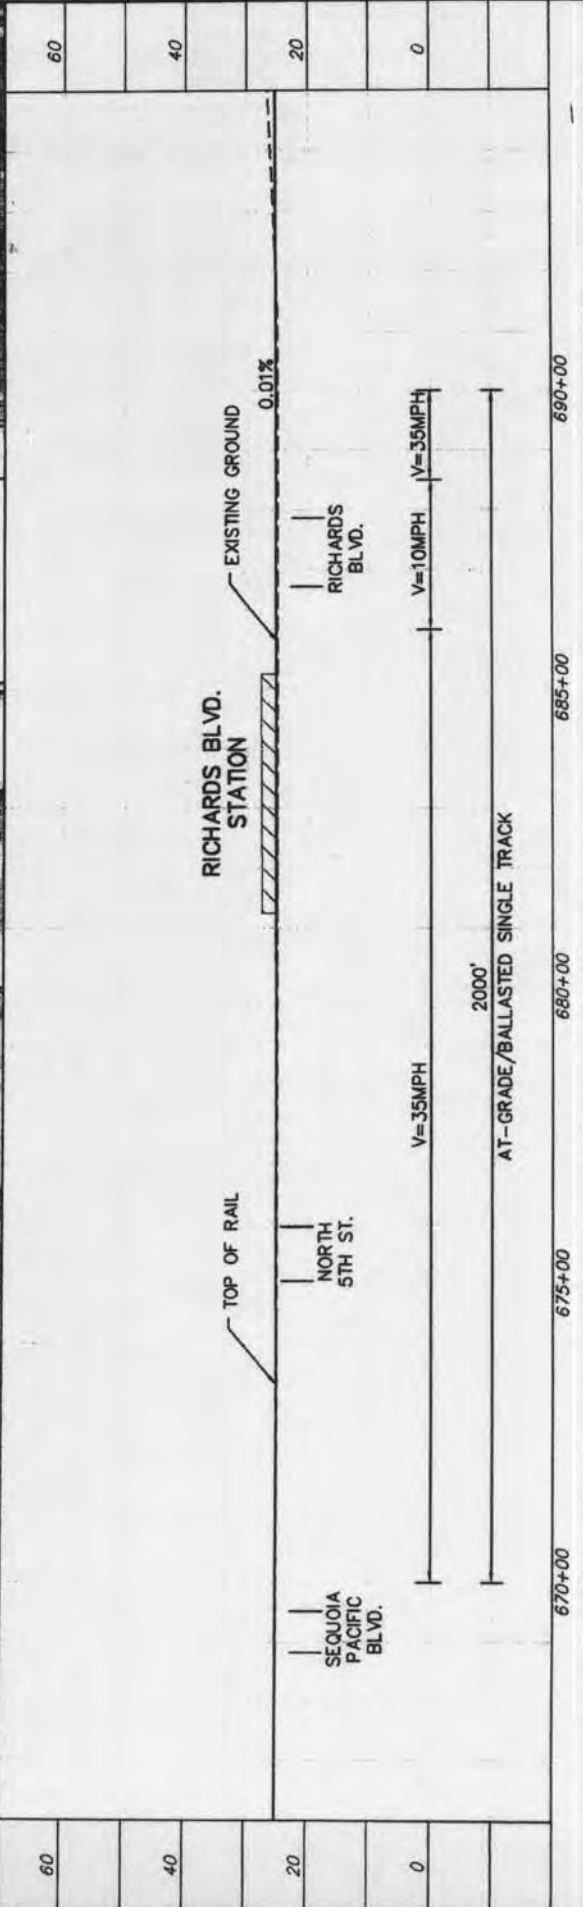 60
40
20
0
RICHARDS BLVD.
STATION
EXISTING GROUND
0.01%
TOP OF RAIL
SEQUOIA
PACIFIC
BLVD.
NORTH
5TH ST.
RICHARDS
BLVD.
V=35MPH
V=10MPH
V=35MPH
2000'
AT-GRADE/BALLASTED SINGLE TRACK
670+00
675+00
680+00
685+00
690+00
60
40
20
0